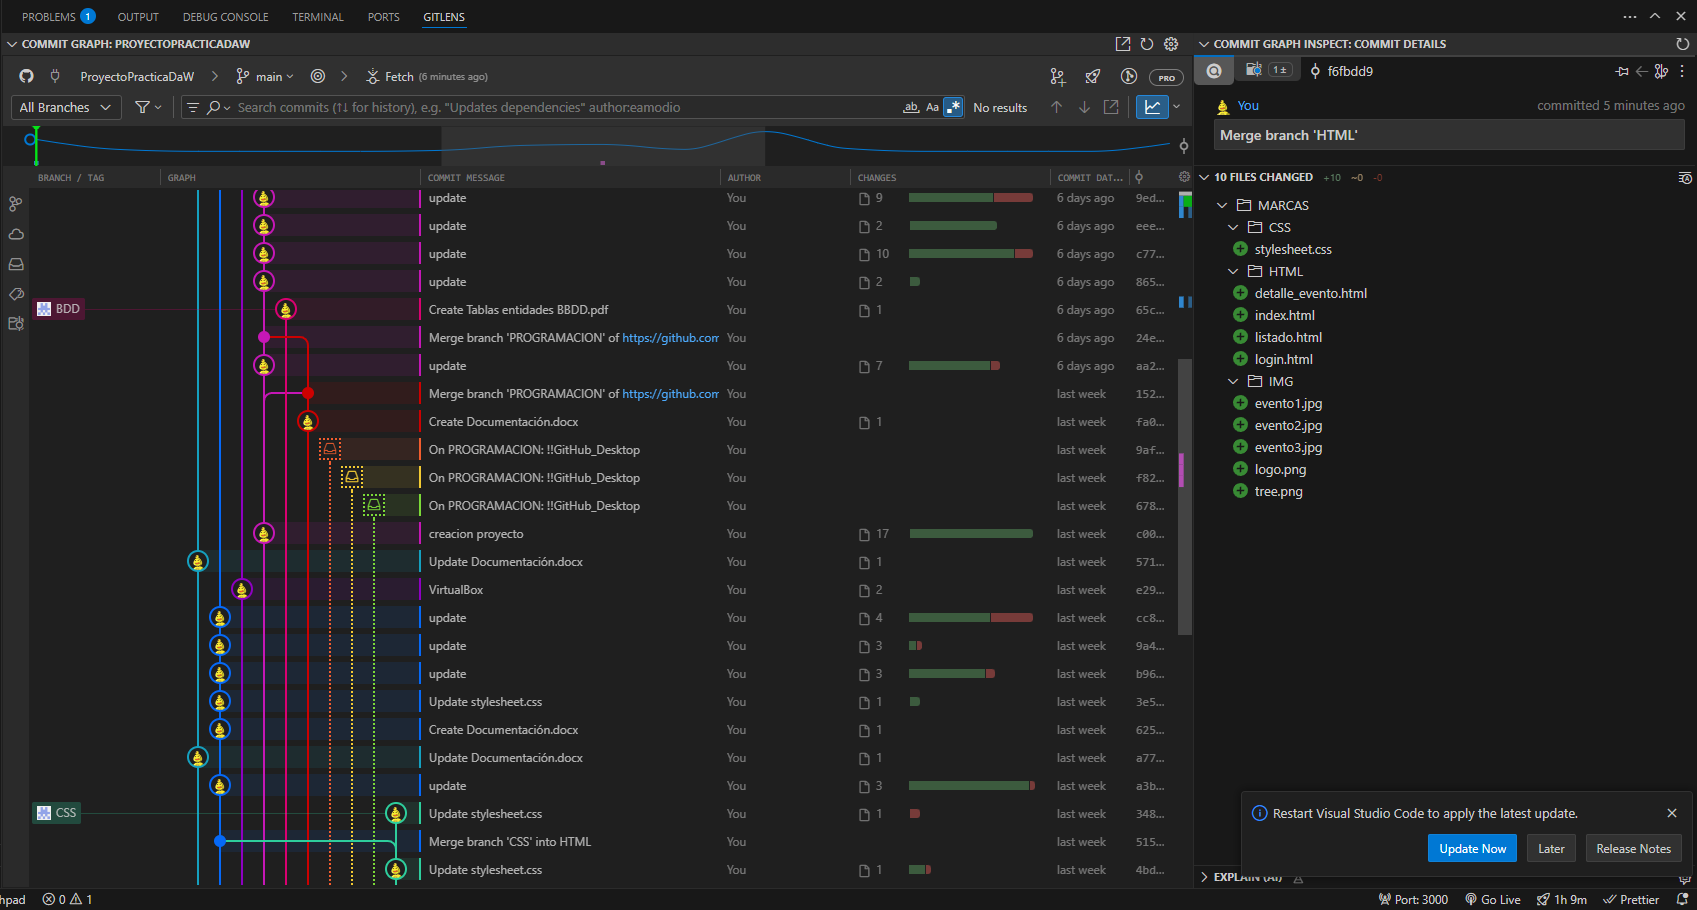 PROBLEMS 1 OUTPUT DEBUG CONSOLE TERMINAL PORTS GITLENS
COMMIT GRAPH: PROYECTOPRACTICADAW
ProyectoPracticaDaW main Fetch (6 minutes ago) PRO
All Branches Search commits (↑↓ for history), e.g. "Updates dependencies" author:eamodio ab, Aa .* No results
BRANCH / TAG GRAPH COMMIT MESSAGE AUTHOR CHANGES COMMIT DAT...
update You 9 6 days ago 9ed...
update You 2 6 days ago eee...
update You 10 6 days ago c77...
update You 2 6 days ago 865...
BDD Create Tablas entidades BBDD.pdf You 1 6 days ago 65c...
Merge branch 'PROGRAMACION' of https://github.com You 6 days ago 24e...
update You 7 6 days ago aa2...
Merge branch 'PROGRAMACION' of https://github.com You last week 152...
Create Documentación.docx You 1 last week fa0...
On PROGRAMACION: !!GitHub_Desktop You last week 9af...
On PROGRAMACION: !!GitHub_Desktop You last week f82...
On PROGRAMACION: !!GitHub_Desktop You last week 678...
creacion proyecto You 17 last week c00...
Update Documentación.docx You 1 last week 571...
VirtualBox You 2 last week e29...
update You 4 last week cc8...
update You 3 last week 9a4...
update You 3 last week b96...
Update stylesheet.css You 1 last week 3e5...
Create Documentación.docx You 1 last week 625...
Update Documentación.docx You 1 last week a77...
update You 3 last week a3b...
CSS Update stylesheet.css You 1 last week 348...
Merge branch 'CSS' into HTML You last week 515...
Update stylesheet.css You 1 last week 4bd...
COMMIT GRAPH INSPECT: COMMIT DETAILS
1± f6fbdd9
You committed 5 minutes ago
Merge branch 'HTML'
10 FILES CHANGED +10 ~0 -0
MARCAS
CSS
stylesheet.css
HTML
detalle_evento.html
index.html
listado.html
login.html
IMG
evento1.jpg
evento2.jpg
evento3.jpg
logo.png
tree.png
Restart Visual Studio Code to apply the latest update.
Update Now Later Release Notes
EXPLAIN (AI)
hpad 0 1 Port: 3000 Go Live 1h 9m Prettier